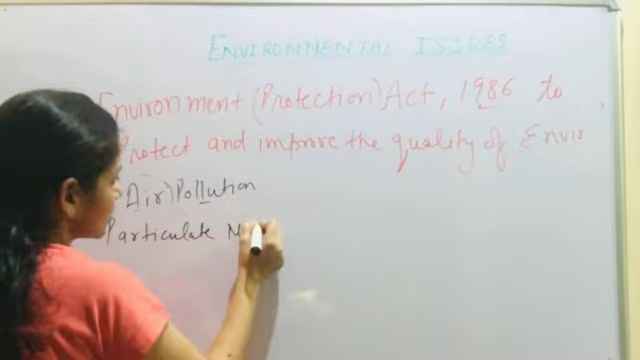 ENVIRONMENTAL ISSUES
Environment (Protection) Act, 1986 to
Protect and improve the quality of Envir
Air) Pollution
Particulate